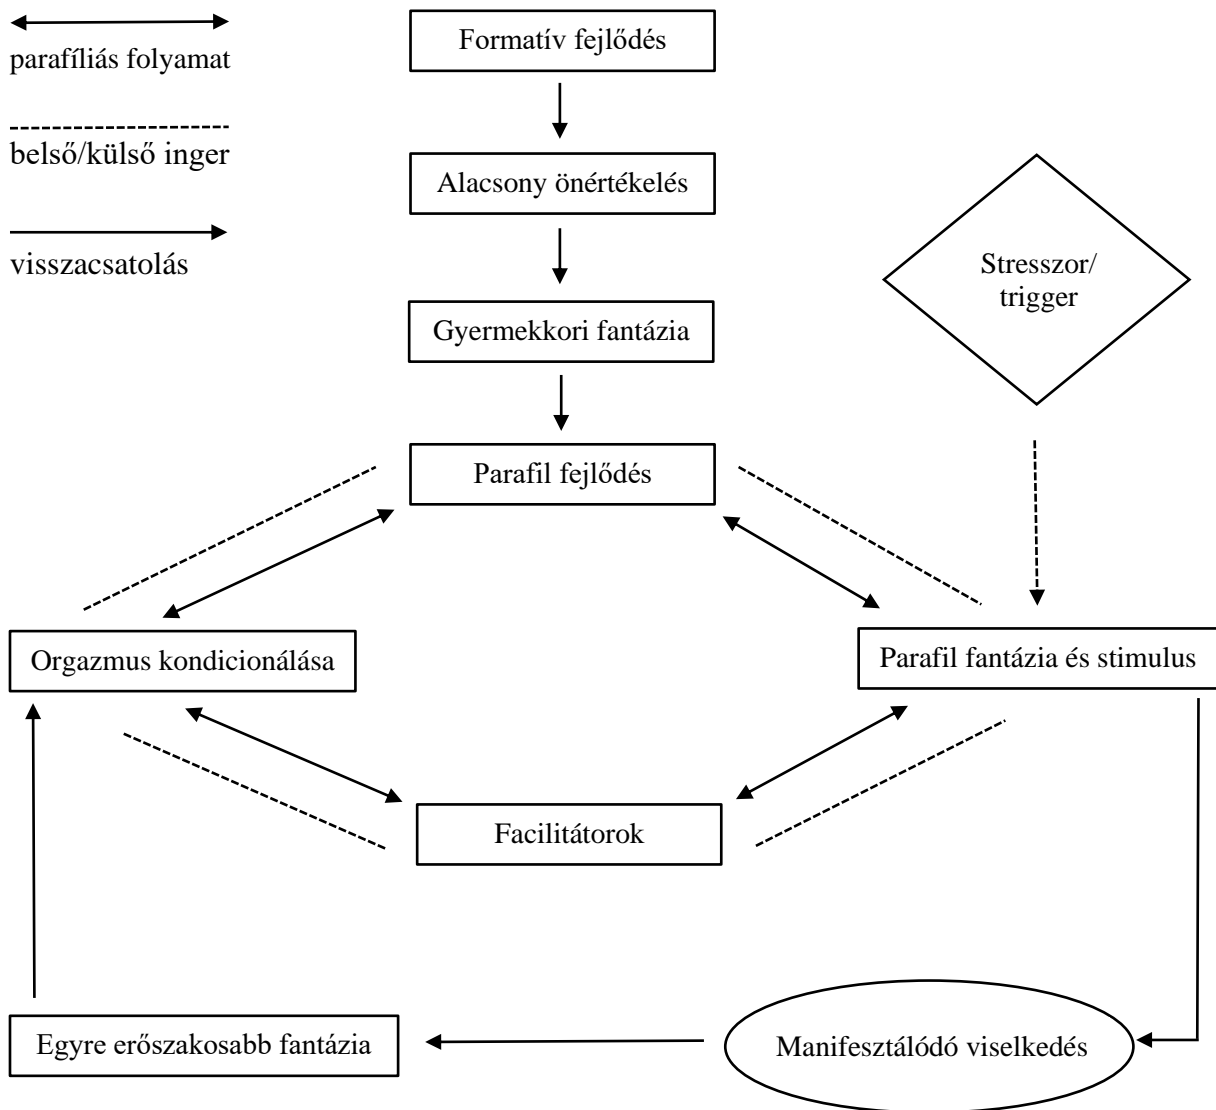 parafíliás folyamat
belső/külső inger
visszacsatolás
Formatív fejlődés
Alacsony önértékelés
Gyermekkori fantázia
Stresszor/
trigger
Parafil fejlődés
Orgazmus kondicionálása
Parafil fantázia és stimulus
Facilitátorok
Egyre erőszakosabb fantázia
Manifesztálódó viselkedés